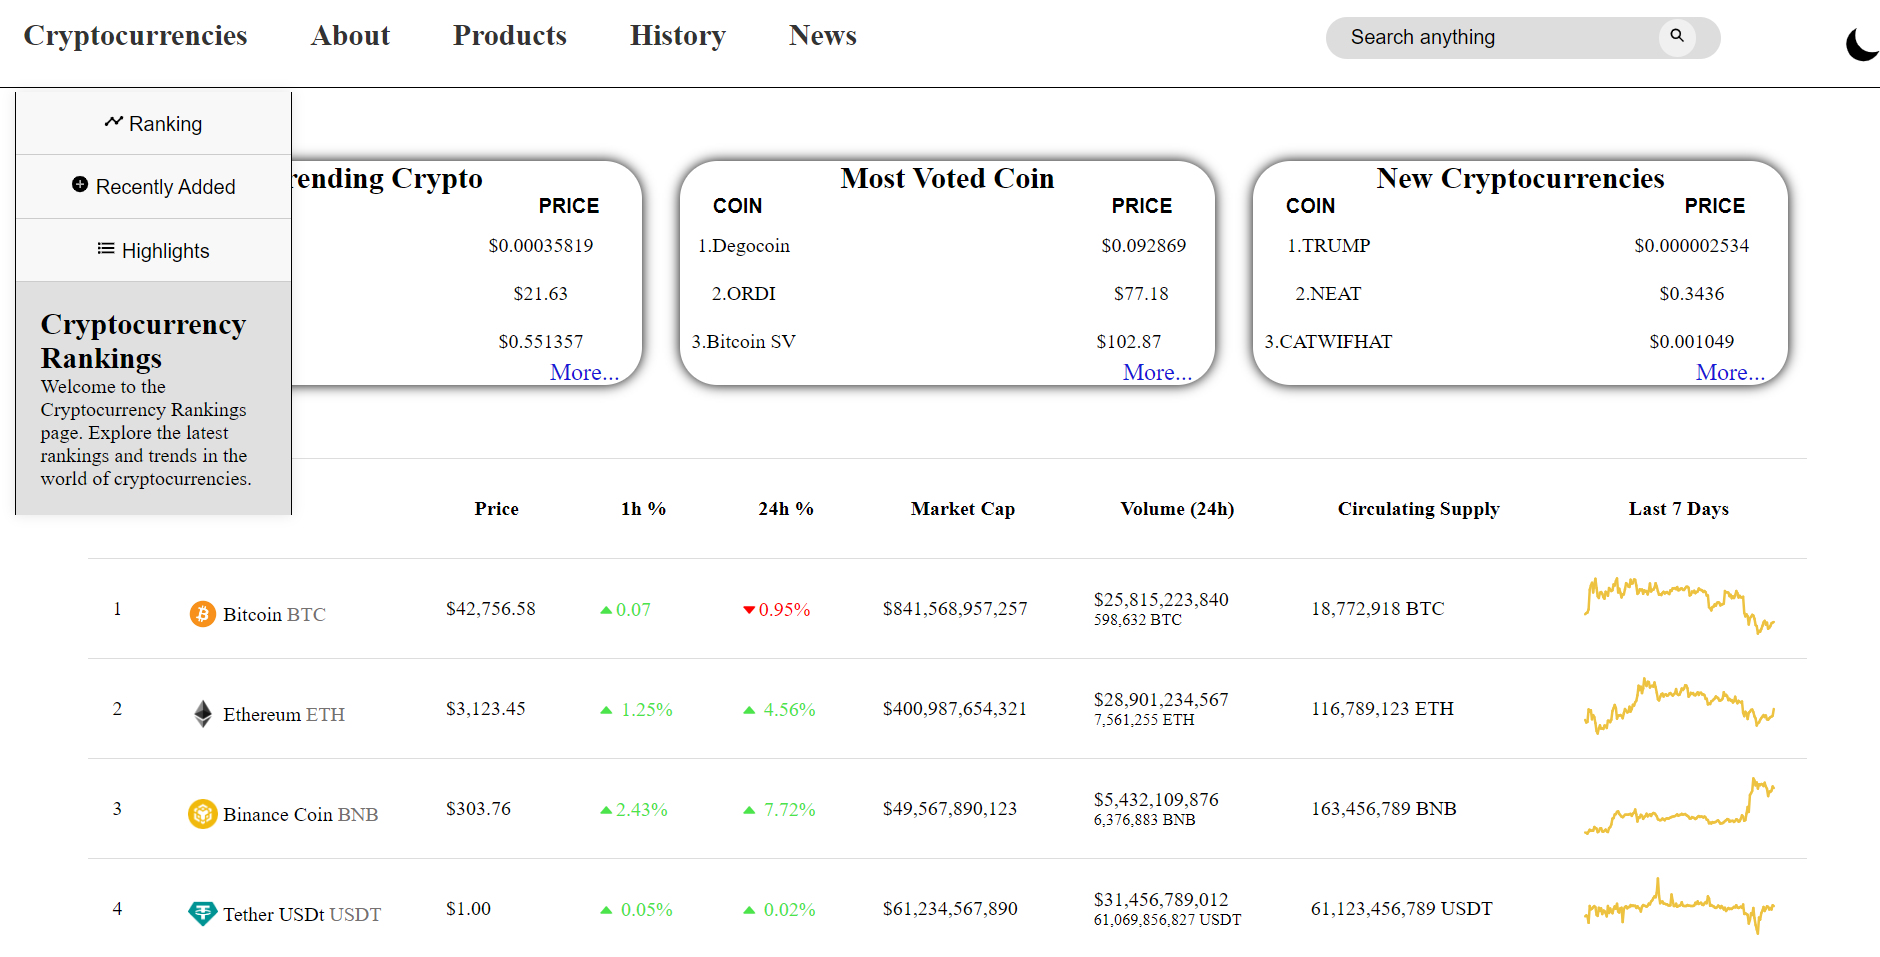 Cryptocurrencies About Products History News Search anything
Ranking
Recently Added
Highlights
Cryptocurrency
Rankings
Welcome to the
Cryptocurrency Rankings
page. Explore the latest
rankings and trends in the
world of cryptocurrencies.
rending Crypto
PRICE
$0.00035819
$21.63
$0.551357
More...
Most Voted Coin
COIN PRICE
1.Degocoin $0.092869
2.ORDI $77.18
3.Bitcoin SV $102.87
More...
New Cryptocurrencies
COIN PRICE
1.TRUMP $0.000002534
2.NEAT $0.3436
3.CATWIFHAT $0.001049
More...
Price 1h % 24h % Market Cap Volume (24h) Circulating Supply Last 7 Days
1 Bitcoin BTC $42,756.58 0.07 0.95% $841,568,957,257 $25,815,223,840 18,772,918 BTC
598,632 BTC
2 Ethereum ETH $3,123.45 1.25% 4.56% $400,987,654,321 $28,901,234,567 116,789,123 ETH
7,561,255 ETH
3 Binance Coin BNB $303.76 2.43% 7.72% $49,567,890,123 $5,432,109,876 163,456,789 BNB
6,376,883 BNB
4 Tether USDt USDT $1.00 0.05% 0.02% $61,234,567,890 $31,456,789,012 61,123,456,789 USDT
61,069,856,827 USDT